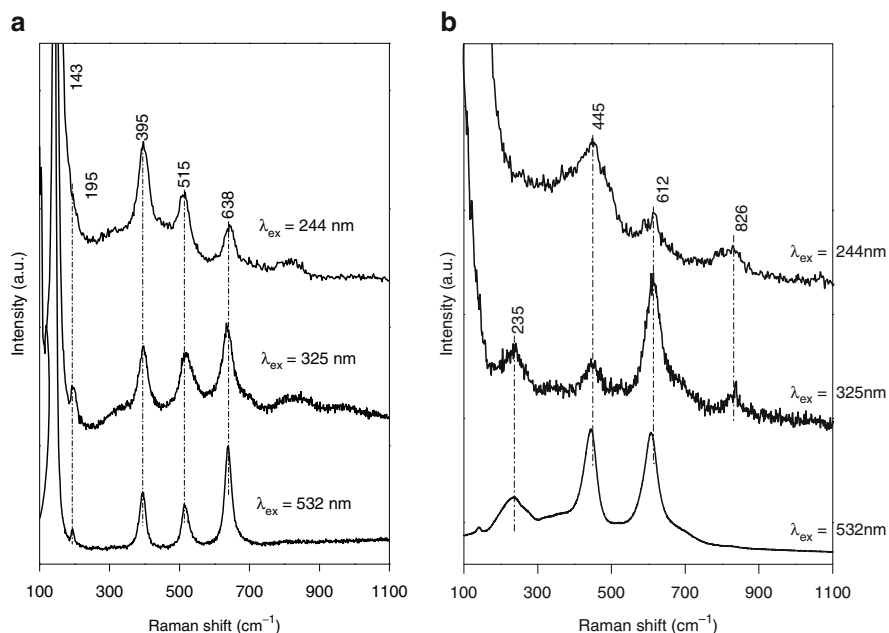 a
143
195
395
515
638
λex = 244 nm
λex = 325 nm
λex = 532 nm
Intensity (a.u.)
100 300 500 700 900 1100
Raman shift (cm⁻¹)
b
445
612
826
235
λex = 244nm
λex = 325nm
λex = 532nm
Intensity (a.u.)
100 300 500 700 900 1100
Raman shift (cm⁻¹)